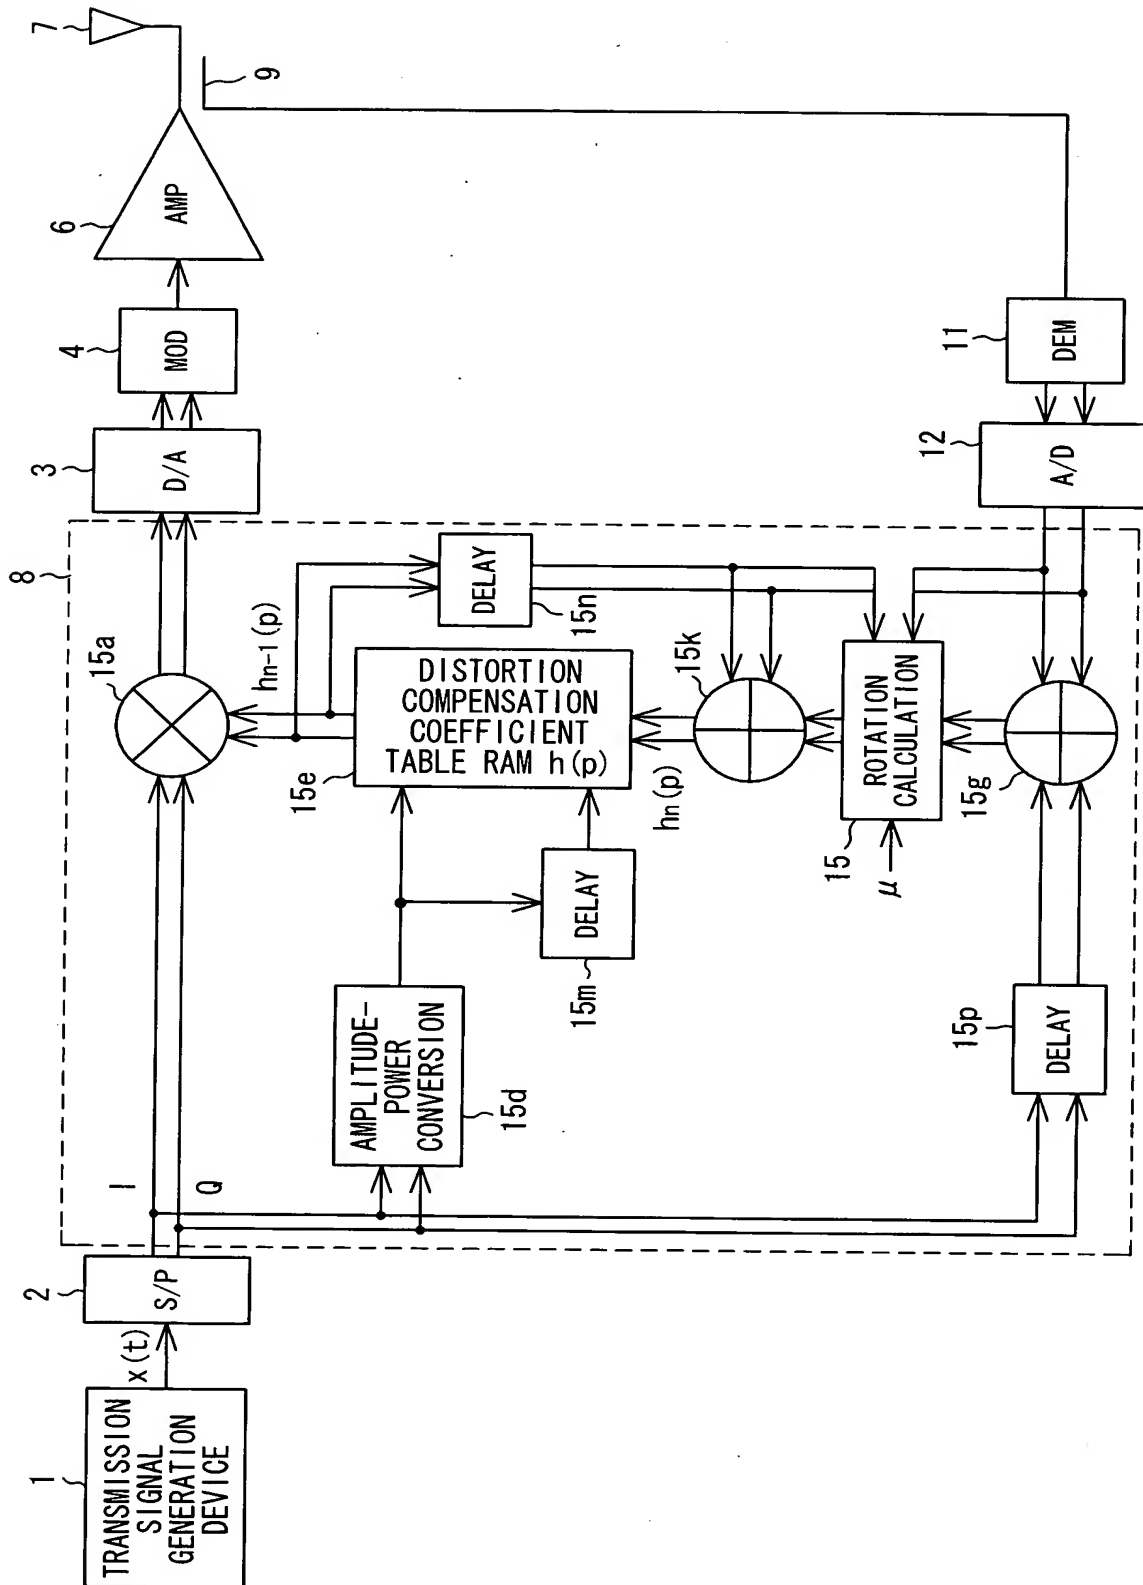 1
TRANSMISSION
SIGNAL
GENERATION
DEVICE
x(t)
2
S/P
I
Q
8
15a
3
D/A
4
MOD
6
AMP
7
9
hn-1(p)
AMPLITUDE-
POWER
CONVERSION
15d
15e
DISTORTION
COMPENSATION
COEFFICIENT
TABLE RAM h(p)
DELAY
15n
DELAY
15m
hn(p)
15k
ROTATION
CALCULATION
15
μ
15g
15p
DELAY
12
A/D
11
DEM